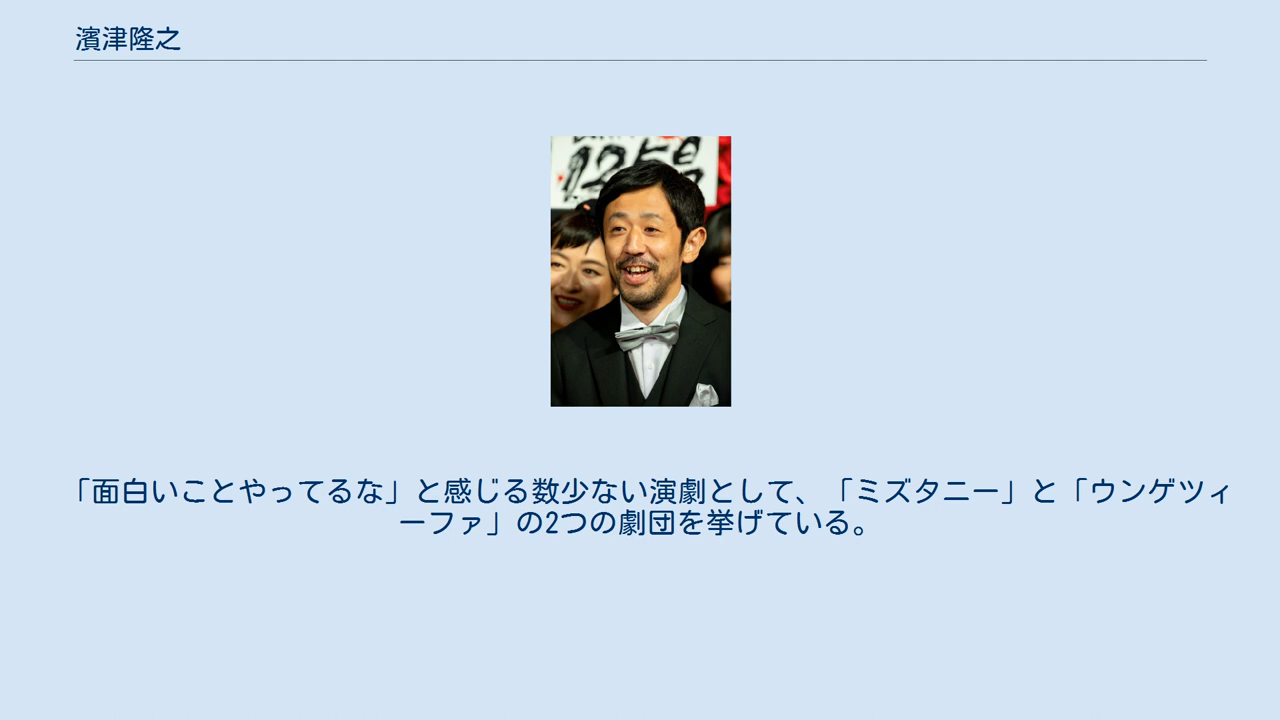 濱津隆之
「面白いことやってるな」と感じる数少ない演劇として、「ミズタニー」と「ウンゲツィ
ーファ」の2つの劇団を挙げている。